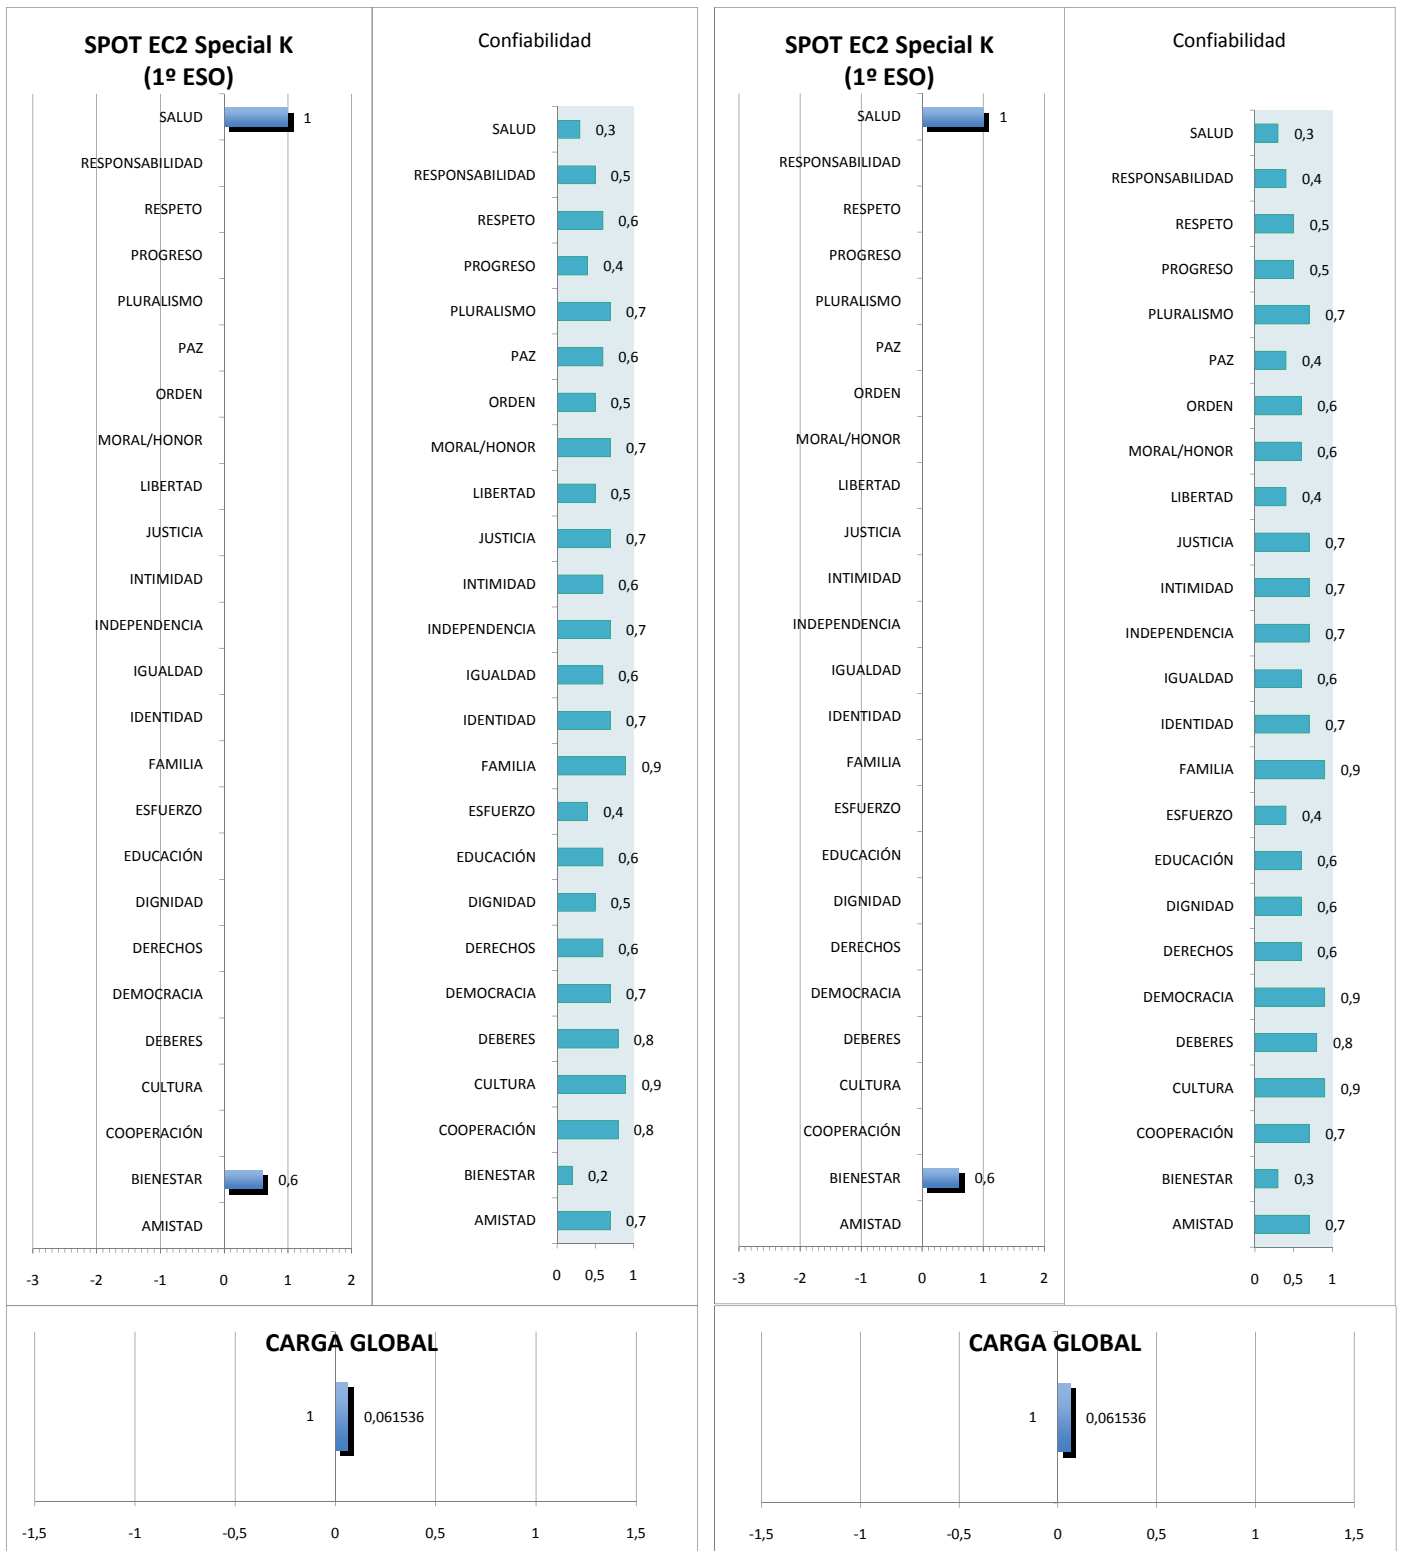 SPOT EC2 Special K
(1º ESO)
SALUD 1
RESPONSABILIDAD
RESPETO
PROGRESO
PLURALISMO
PAZ
ORDEN
MORAL/HONOR
LIBERTAD
JUSTICIA
INTIMIDAD
INDEPENDENCIA
IGUALDAD
IDENTIDAD
FAMILIA
ESFUERZO
EDUCACIÓN
DIGNIDAD
DERECHOS
DEMOCRACIA
DEBERES
CULTURA
COOPERACIÓN
BIENESTAR 0,6
AMISTAD
-3 -2 -1 0 1 2
Confiabilidad
SALUD 0,3
RESPONSABILIDAD 0,5
RESPETO 0,6
PROGRESO 0,4
PLURALISMO 0,7
PAZ 0,6
ORDEN 0,5
MORAL/HONOR 0,7
LIBERTAD 0,5
JUSTICIA 0,7
INTIMIDAD 0,6
INDEPENDENCIA 0,7
IGUALDAD 0,6
IDENTIDAD 0,7
FAMILIA 0,9
ESFUERZO 0,4
EDUCACIÓN 0,6
DIGNIDAD 0,5
DERECHOS 0,6
DEMOCRACIA 0,7
DEBERES 0,8
CULTURA 0,9
COOPERACIÓN 0,8
BIENESTAR 0,2
AMISTAD 0,7
0 0,5 1
CARGA GLOBAL
1 0,061536
-1,5 -1 -0,5 0 0,5 1 1,5
SPOT EC2 Special K
(1º ESO)
SALUD 1
RESPONSABILIDAD
RESPETO
PROGRESO
PLURALISMO
PAZ
ORDEN
MORAL/HONOR
LIBERTAD
JUSTICIA
INTIMIDAD
INDEPENDENCIA
IGUALDAD
IDENTIDAD
FAMILIA
ESFUERZO
EDUCACIÓN
DIGNIDAD
DERECHOS
DEMOCRACIA
DEBERES
CULTURA
COOPERACIÓN
BIENESTAR 0,6
AMISTAD
-3 -2 -1 0 1 2
Confiabilidad
SALUD 0,3
RESPONSABILIDAD 0,4
RESPETO 0,5
PROGRESO 0,5
PLURALISMO 0,7
PAZ 0,4
ORDEN 0,6
MORAL/HONOR 0,6
LIBERTAD 0,4
JUSTICIA 0,7
INTIMIDAD 0,7
INDEPENDENCIA 0,7
IGUALDAD 0,6
IDENTIDAD 0,7
FAMILIA 0,9
ESFUERZO 0,4
EDUCACIÓN 0,6
DIGNIDAD 0,6
DERECHOS 0,6
DEMOCRACIA 0,9
DEBERES 0,8
CULTURA 0,9
COOPERACIÓN 0,7
BIENESTAR 0,3
AMISTAD 0,7
0 0,5 1
CARGA GLOBAL
1 0,061536
-1,5 -1 -0,5 0 0,5 1 1,5